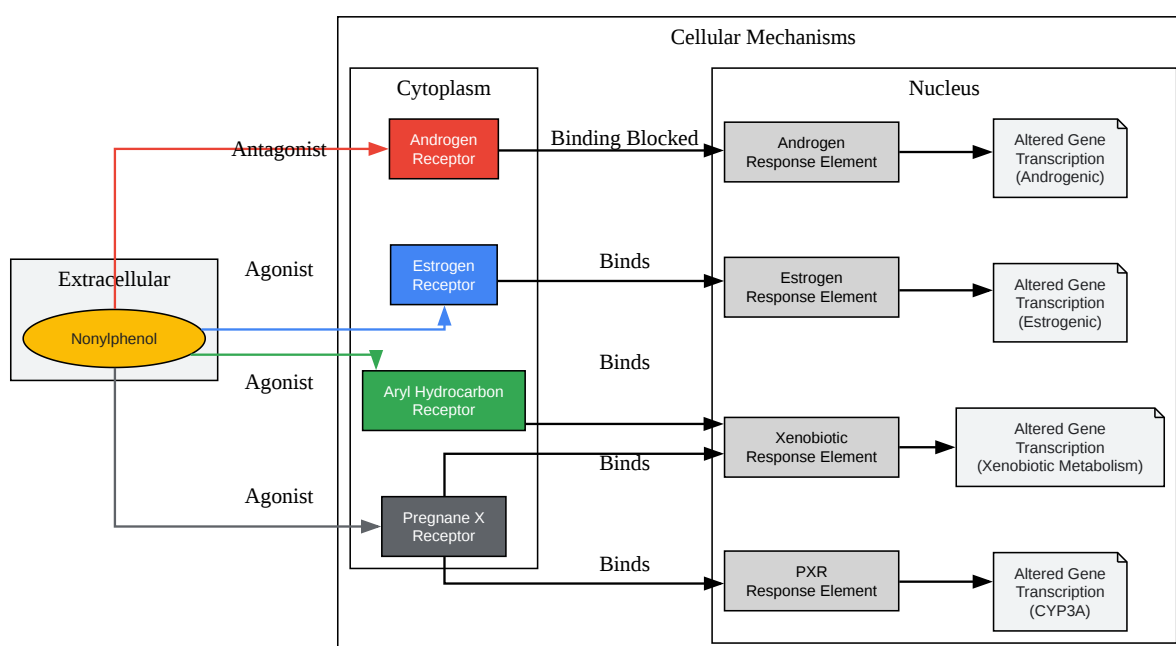 Cellular Mechanisms
Cytoplasm
Nucleus
Androgen
Receptor
Antagonist
Binding Blocked
Androgen
Response Element
Altered Gene
Transcription
(Androgenic)
Extracellular
Nonylphenol
Agonist
Estrogen
Receptor
Binds
Estrogen
Response Element
Altered Gene
Transcription
(Estrogenic)
Agonist
Aryl Hydrocarbon
Receptor
Binds
Xenobiotic
Response Element
Altered Gene
Transcription
(Xenobiotic Metabolism)
Binds
Agonist
Pregnane X
Receptor
Binds
PXR
Response Element
Altered Gene
Transcription
(CYP3A)